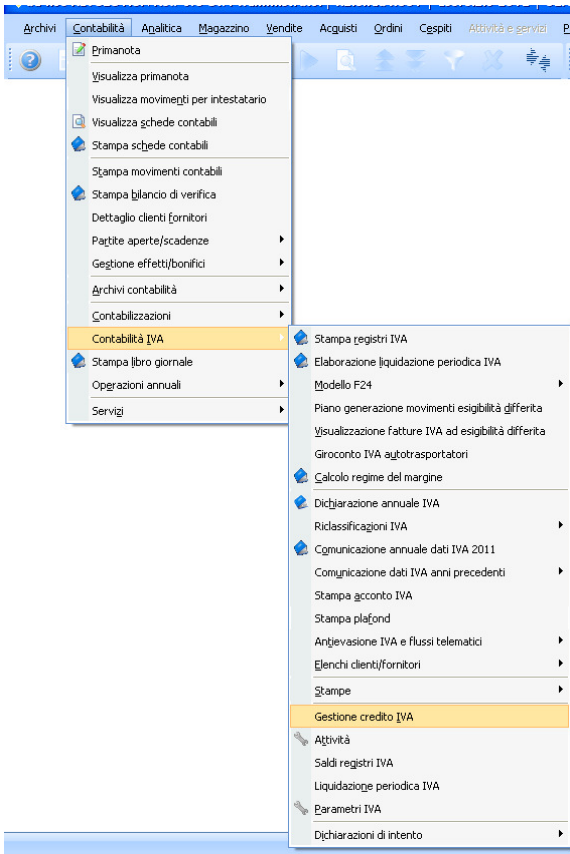 Archivi Contabilità Analitica Magazzino Vendite Acquisti Ordini Cespiti Attività e servizi
Primanota
Visualizza primanota
Visualizza movimenti per intestatario
Visualizza schede contabili
Stampa schede contabili
Stampa movimenti contabili
Stampa bilancio di verifica
Dettaglio clienti fornitori
Partite aperte/scadenze
Gestione effetti/bonifici
Archivi contabilità
Contabilizzazioni
Contabilità IVA
Stampa libro giornale
Operazioni annuali
Servizi
Stampa registri IVA
Elaborazione liquidazione periodica IVA
Modello F24
Piano generazione movimenti esigibilità differita
Visualizzazione fatture IVA ad esigibilità differita
Giroconto IVA autotrasportatori
Calcolo regime del margine
Dichiarazione annuale IVA
Riclassificazioni IVA
Comunicazione annuale dati IVA 2011
Comunicazione dati IVA anni precedenti
Stampa acconto IVA
Stampa plafond
Antievasione IVA e flussi telematici
Elenchi clienti/fornitori
Stampe
Gestione credito IVA
Attività
Saldi registri IVA
Liquidazione periodica IVA
Parametri IVA
Dichiarazioni di intento